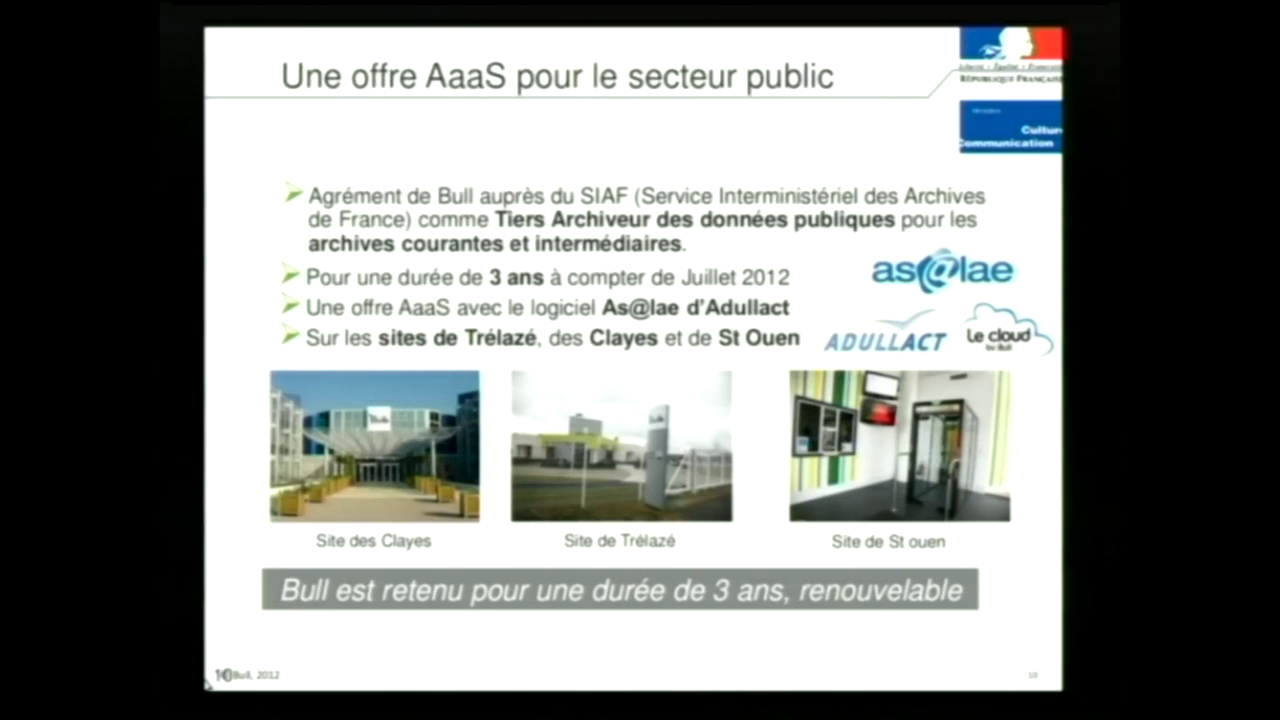 Une offre AaaS pour le secteur public
RÉPUBLIQUE FRANÇAISE
Culture
Communication
Agrément de Bull auprès du SIAF (Service Interministériel des Archives
de France) comme Tiers Archiveur des données publiques pour les
archives courantes et intermédiaires.
Pour une durée de 3 ans à compter de Juillet 2012
as@lae
Une offre AaaS avec le logiciel As@lae d'Adullact
Sur les sites de Trélazé, des Clayes et de St Ouen
ADULLACT
Le cloud
by Bull
Site des Clayes
Site de Trélazé
Site de St ouen
Bull est retenu pour une durée de 3 ans, renouvelable
10
Bull, 2012
10